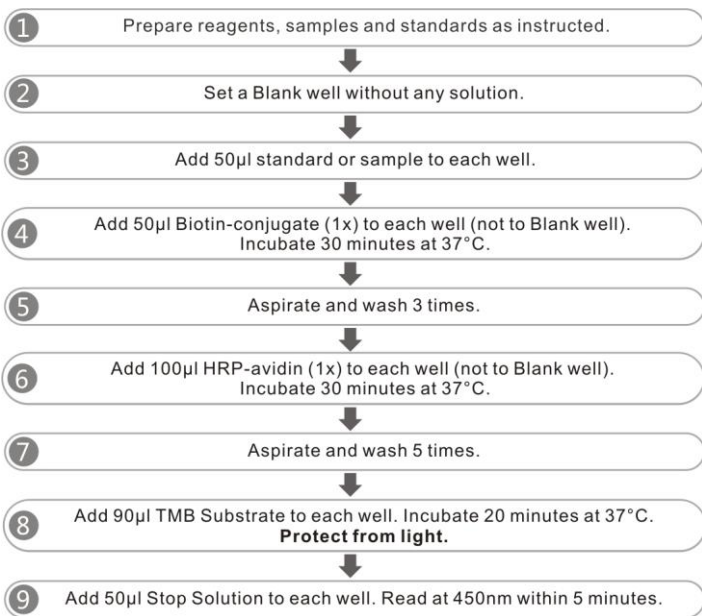 1 Prepare reagents, samples and standards as instructed.
2 Set a Blank well without any solution.
3 Add 50µl standard or sample to each well.
4 Add 50µl Biotin-conjugate (1x) to each well (not to Blank well).
Incubate 30 minutes at 37°C.
5 Aspirate and wash 3 times.
6 Add 100µl HRP-avidin (1x) to each well (not to Blank well).
Incubate 30 minutes at 37°C.
7 Aspirate and wash 5 times.
8 Add 90µl TMB Substrate to each well. Incubate 20 minutes at 37°C.
Protect from light.
9 Add 50µl Stop Solution to each well. Read at 450nm within 5 minutes.